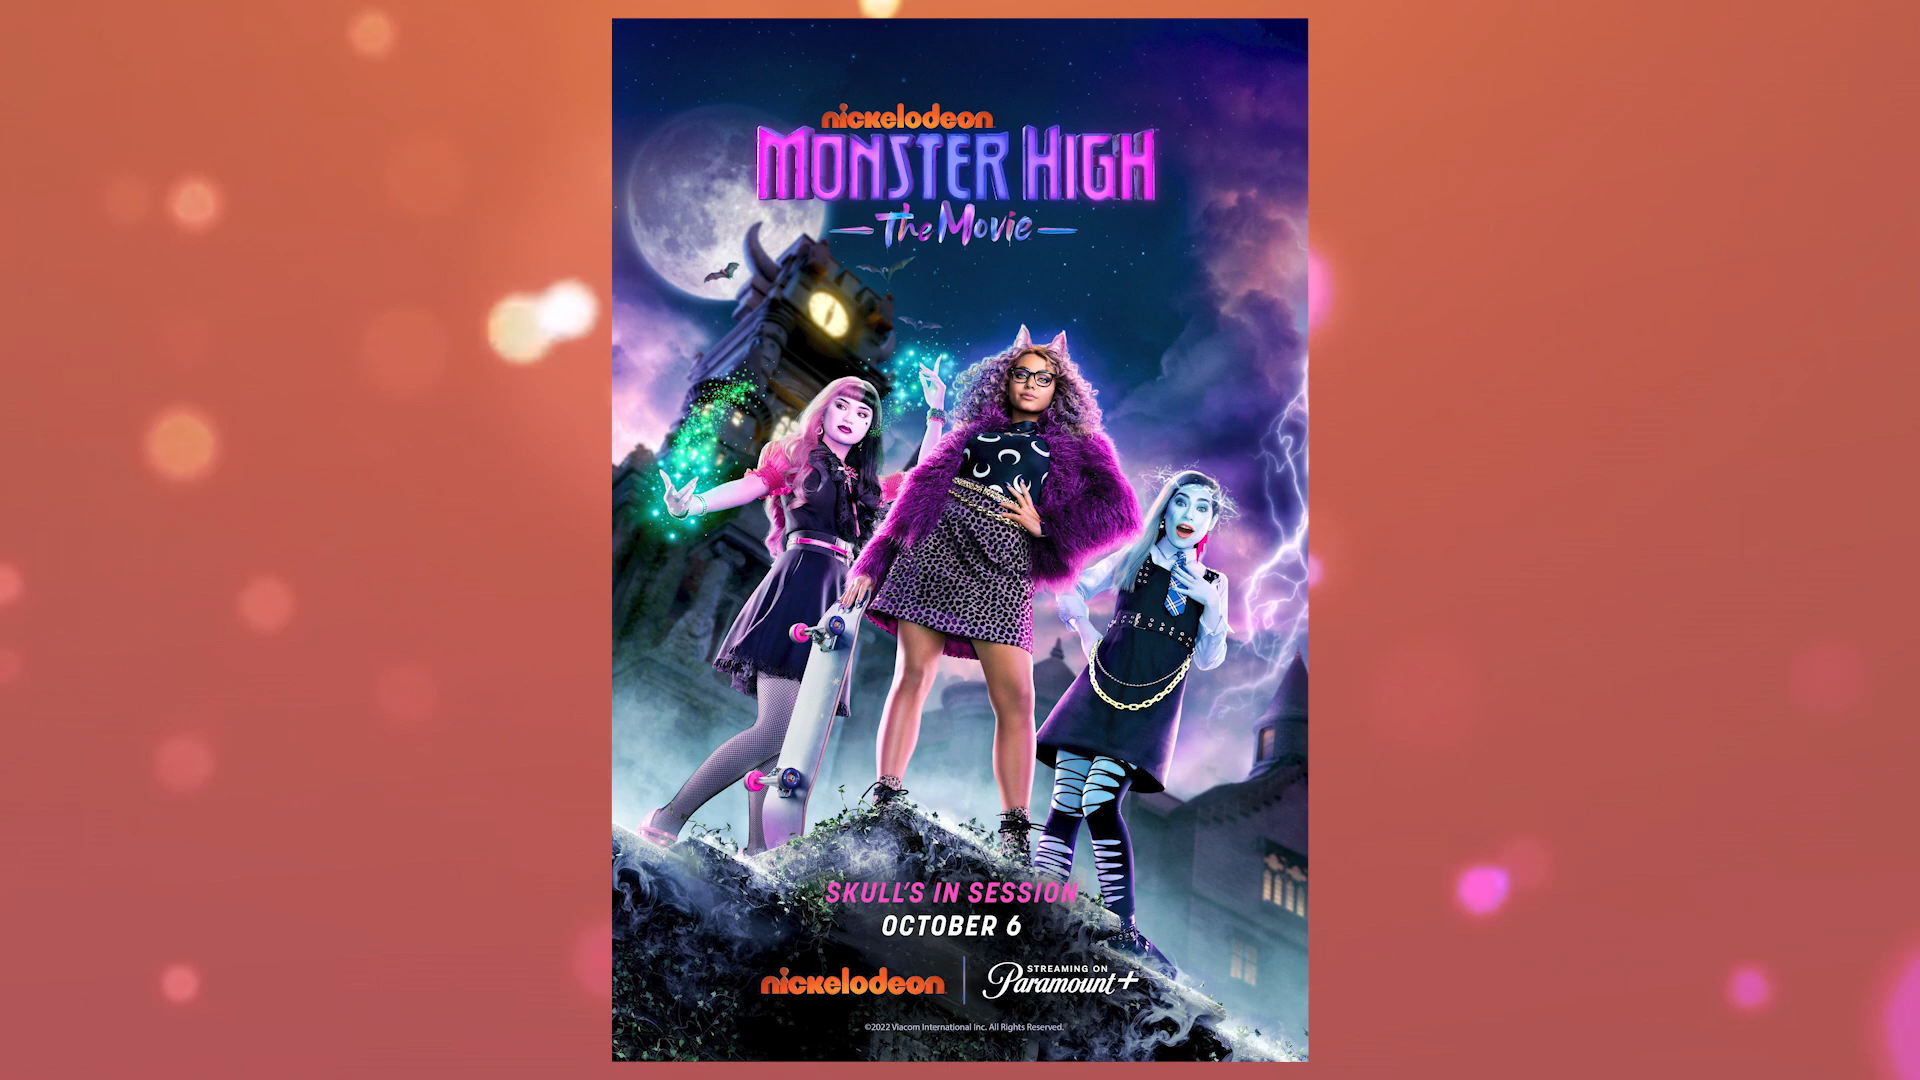 nickelodeon
MONSTER HIGH
The Movie
SKULL'S IN SESSION
OCTOBER 6
nickelodeon
STREAMING ON
Paramount+
©2022 Viacom International Inc. All Rights Reserved.